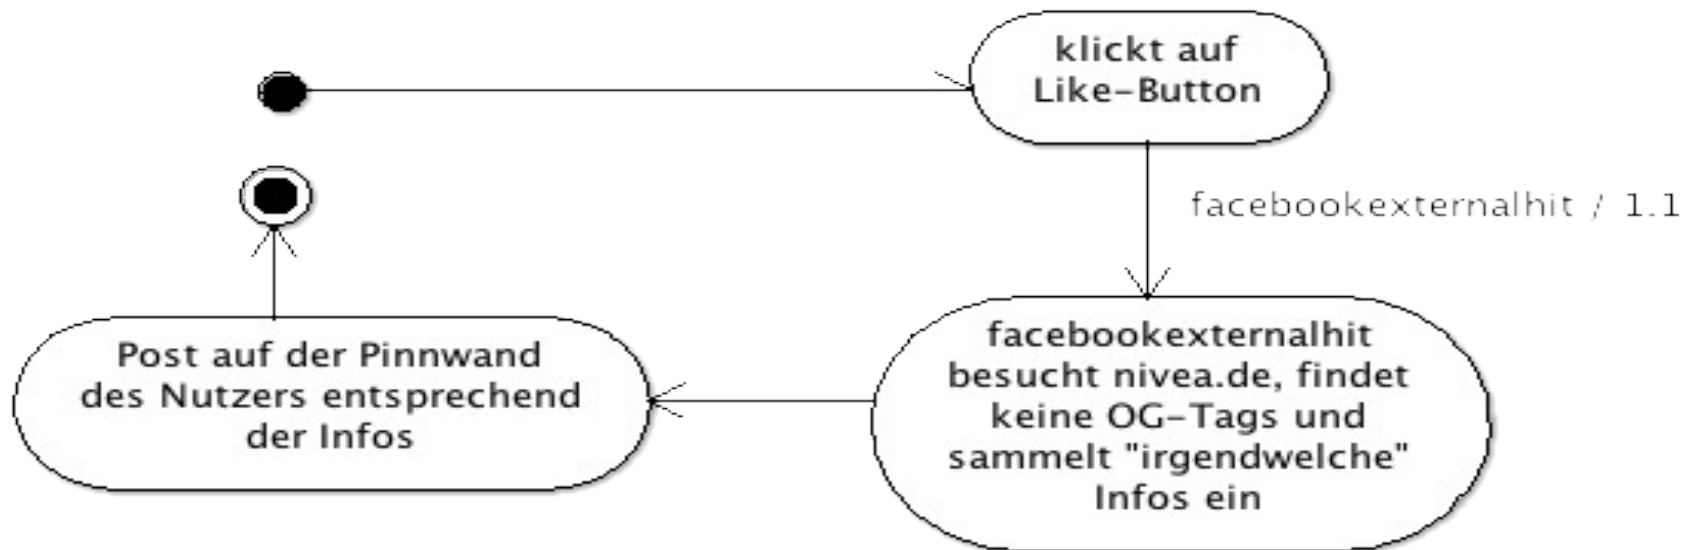 klickt auf
Like-Button
facebookexternalhit / 1.1
facebookexternalhit
besucht nivea.de, findet
keine OG-Tags und
sammelt "irgendwelche"
Infos ein
Post auf der Pinnwand
des Nutzers entsprechend
der Infos